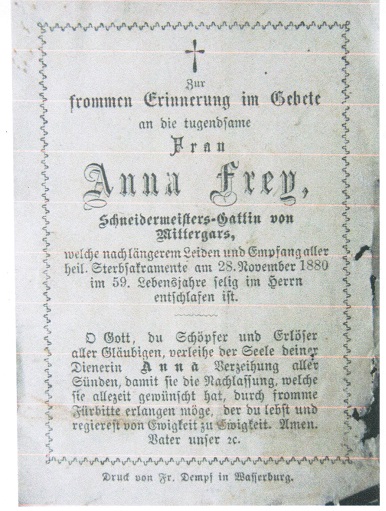 Zur
frommen Erinnerung im Gebete
an die tugendsame
Frau
Anna Frey,
Schneidermeisters-Gattin von
Mittergars,
welche nach längerem Leiden und Empfang aller
heil. Sterbsakramente am 28. November 1880
im 59. Lebensjahre selig im Herrn
entschlafen ist.
O Gott, du Schöpfer und Erlöser
aller Gläubigen, verleihe der Seele deiner
Dienerin Anna Verzeihung aller
Sünden, damit sie die Nachlassung, welche
sie allezeit gewünscht hat, durch fromme
Fürbitte erlangen möge, der du lebst und
regierest von Ewigkeit zu Ewigkeit. Amen.
Vater unser ꝛc.
Druck von Fr. Dempf in Wasserburg.